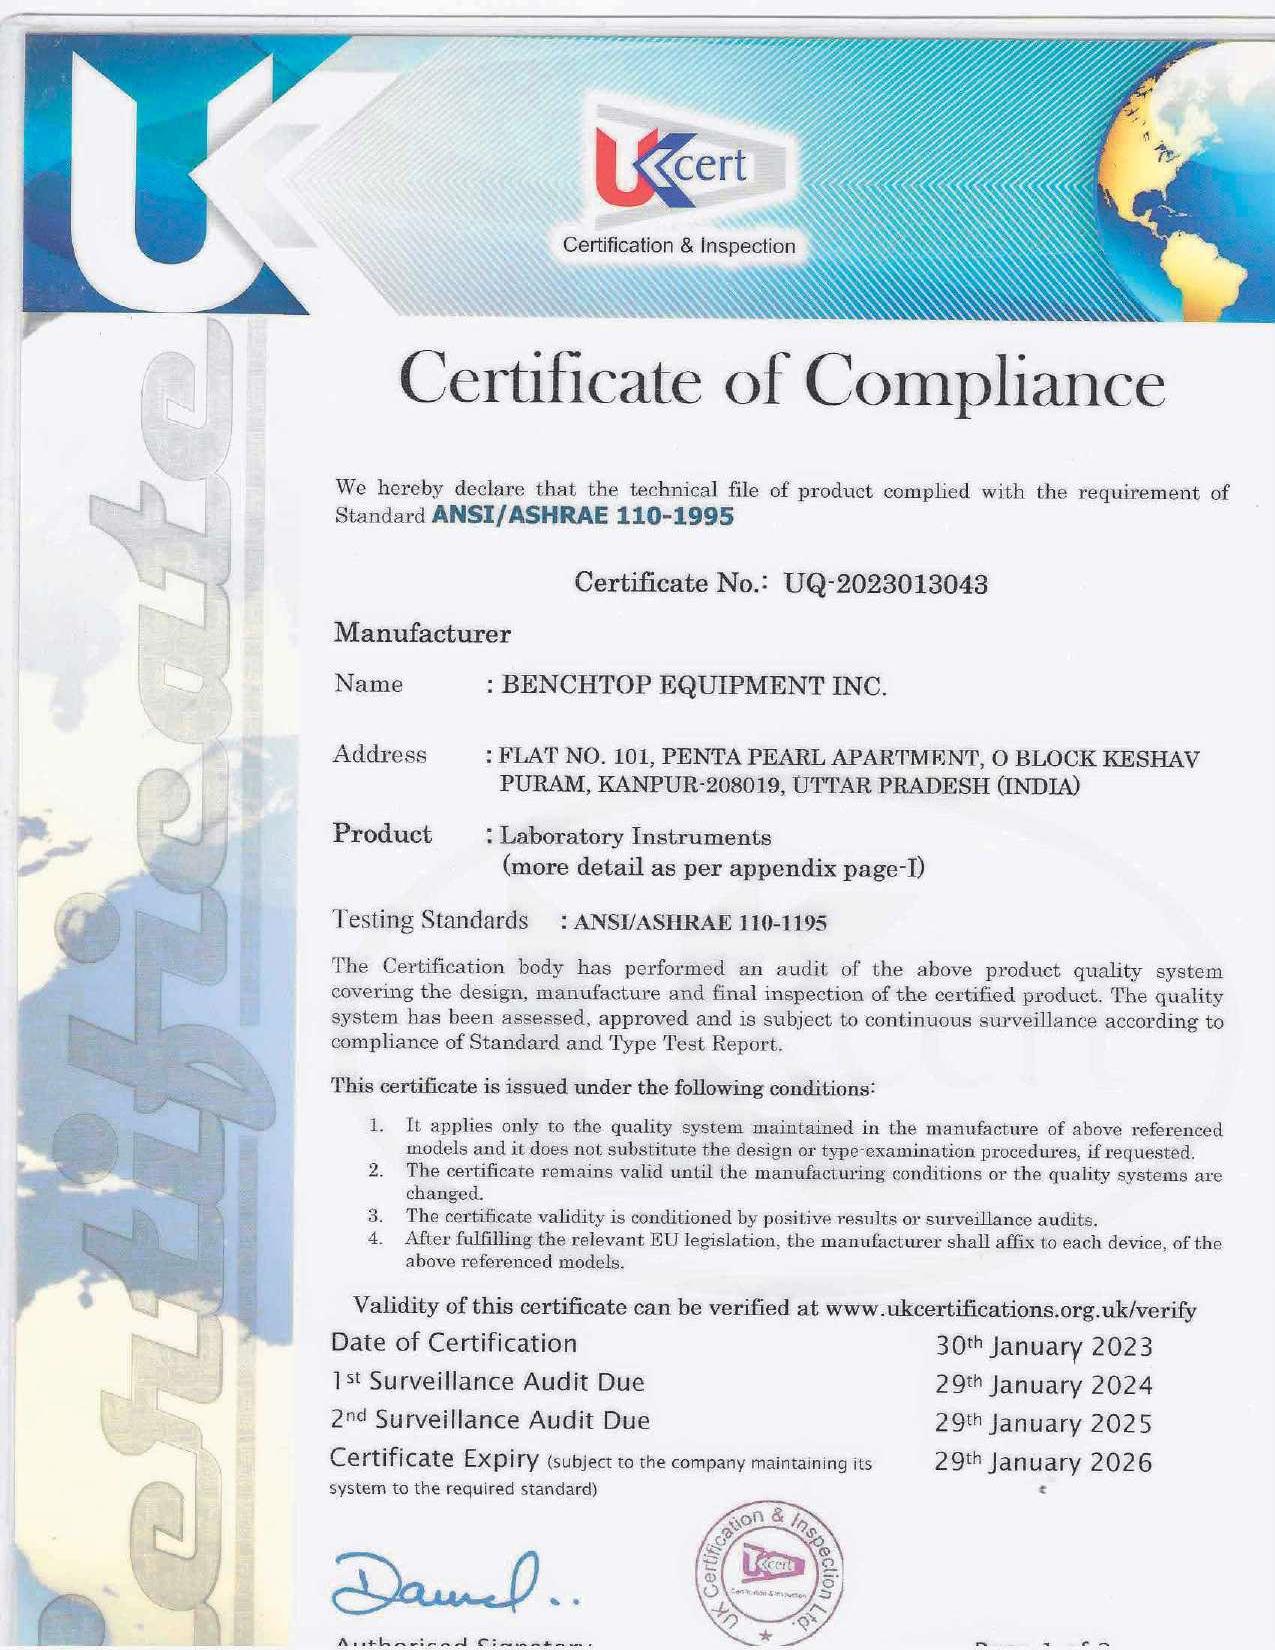 UK
UKcert
Certification & Inspection
Certificate of Compliance
We hereby declare that the technical file of product complied with the requirement of
Standard ANSI/ASHRAE 110-1995
Certificate No.: UQ-2023013043
Manufacturer
Name : BENCHTOP EQUIPMENT INC.
Address : FLAT NO. 101, PENTA PEARL APARTMENT, O BLOCK KESHAV
PURAM, KANPUR-208019, UTTAR PRADESH (INDIA)
Product : Laboratory Instruments
(more detail as per appendix page-I)
Testing Standards : ANSI/ASHRAE 110-1195
The Certification body has performed an audit of the above product quality system
covering the design, manufacture and final inspection of the certified product. The quality
system has been assessed, approved and is subject to continuous surveillance according to
compliance of Standard and Type Test Report.
This certificate is issued under the following conditions:
1. It applies only to the quality system maintained in the manufacture of above referenced
models and it does not substitute the design or type-examination procedures, if requested.
2. The certificate remains valid until the manufacturing conditions or the quality systems are
changed.
3. The certificate validity is conditioned by positive results or surveillance audits.
4. After fulfilling the relevant EU legislation, the manufacturer shall affix to each device, of the
above referenced models.
Validity of this certificate can be verified at www.ukcertifications.org.uk/verify
Date of Certification 30th January 2023
1st Surveillance Audit Due 29th January 2024
2nd Surveillance Audit Due 29th January 2025
Certificate Expiry (subject to the company maintaining its 29th January 2026
system to the required standard)
UK Certification & Inspection Ltd.
UKcert
Certification & Inspection
Authorised Signatory